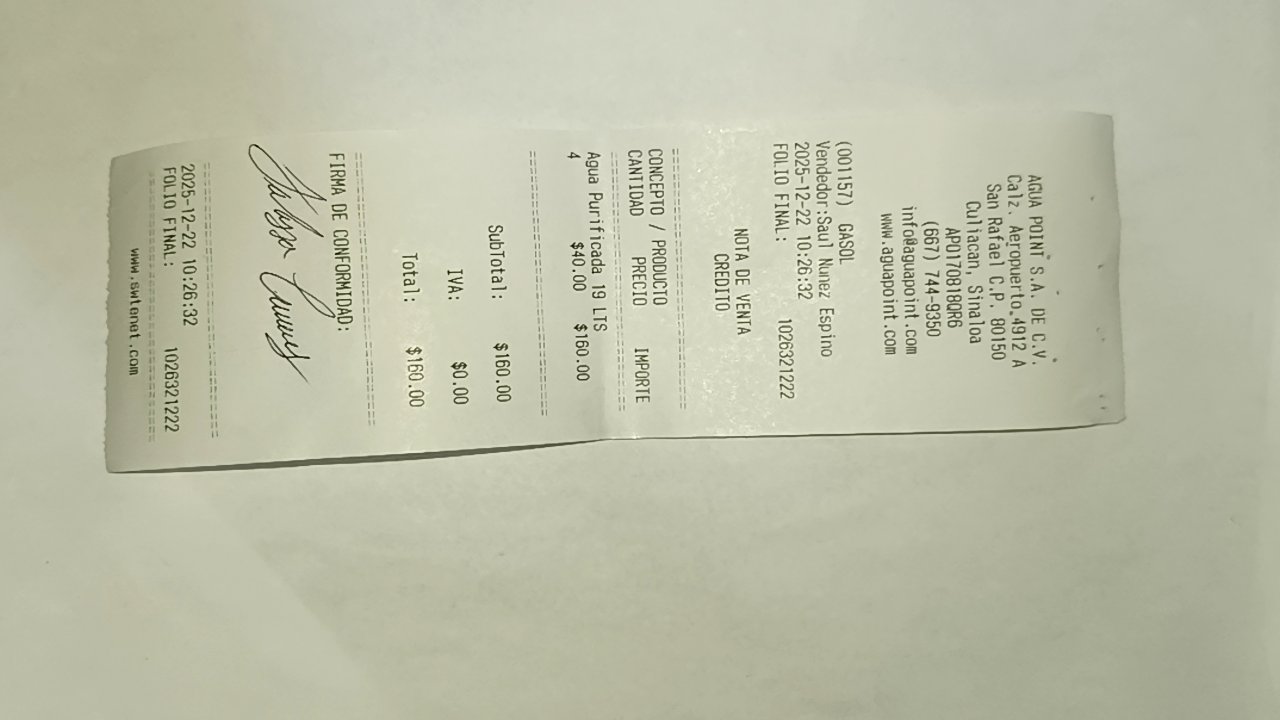 AGUA POINT S.A. DE C.V.
Calz. Aeropuerto 4912 A
San Rafael C.P. 80150
Culiacan, Sinaloa
APO170818QR6
(667) 744-9350
info@aguapoint.com
www.aguapoint.com
(001157) GASOL
Vendedor:Saul Nunez Espino
2025-12-22 10:26:32
FOLIO FINAL: 1026321222
NOTA DE VENTA
CREDITO
CONCEPTO / PRODUCTO
CANTIDAD PRECIO IMPORTE
Agua Purificada 19 LTS
4 $40.00 $160.00
SubTotal: $160.00
IVA: $0.00
Total: $160.00
FIRMA DE CONFORMIDAD:
2025-12-22 10:26:32
FOLIO FINAL: 1026321222
www.swtenet.com